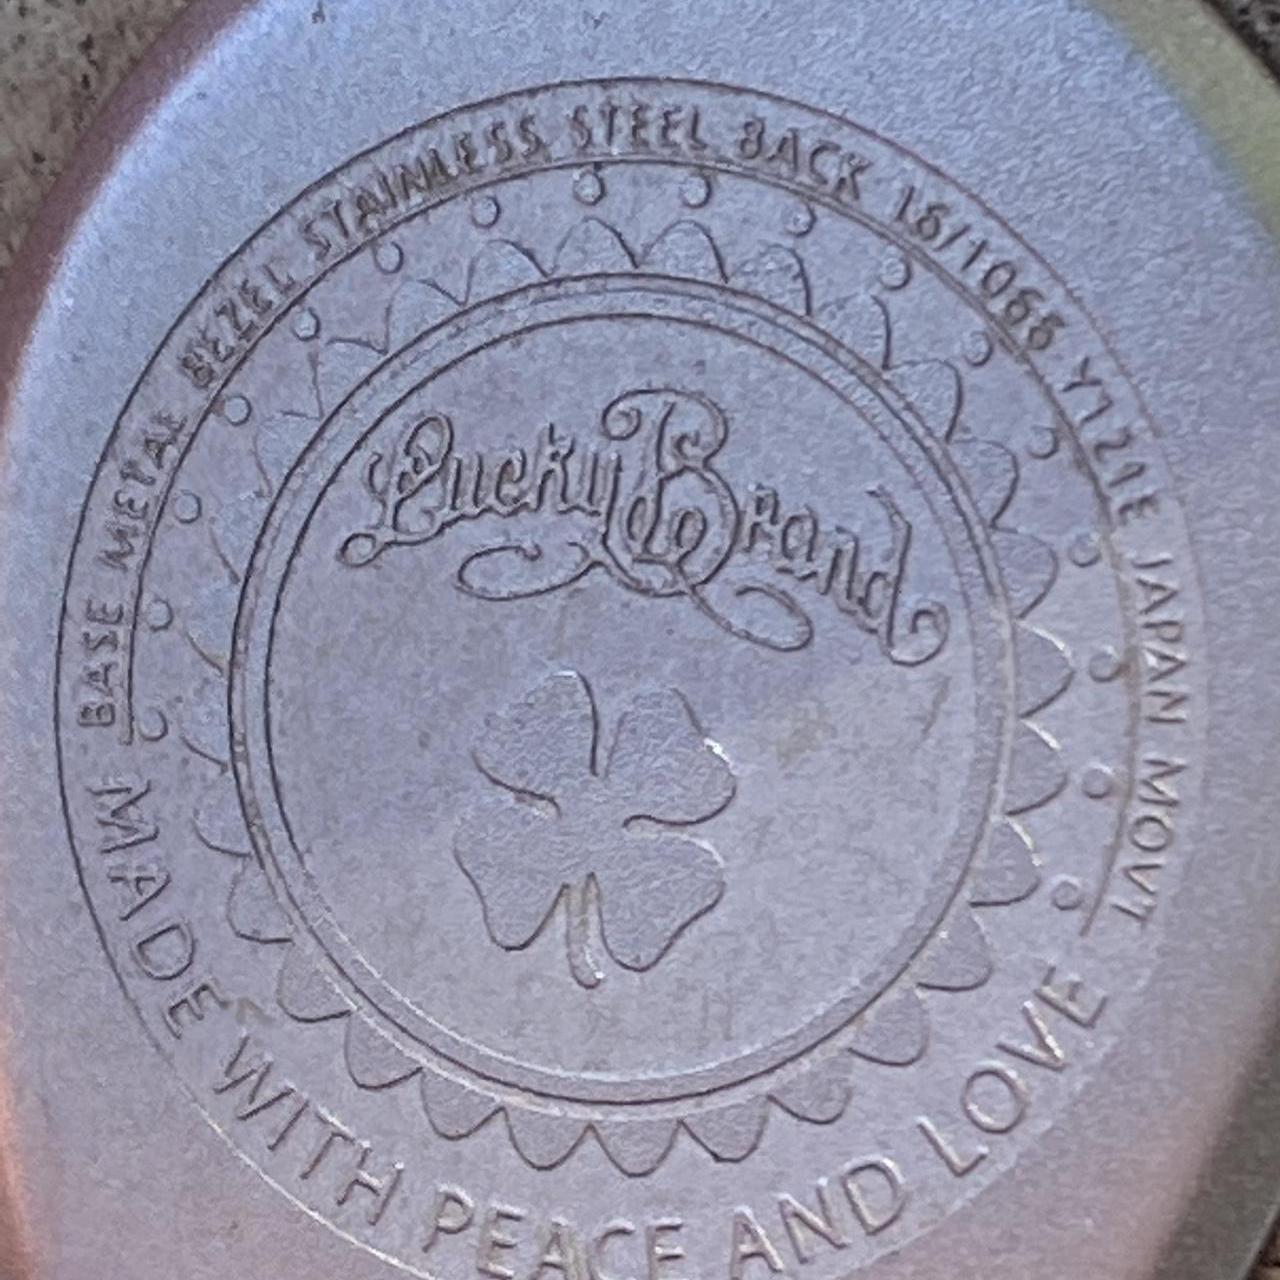 BASE METAL BEZEL STAINLESS STEEL BACK 16/1066 Y121E JAPAN MOVT
Lucky Brand
MADE WITH PEACE AND LOVE